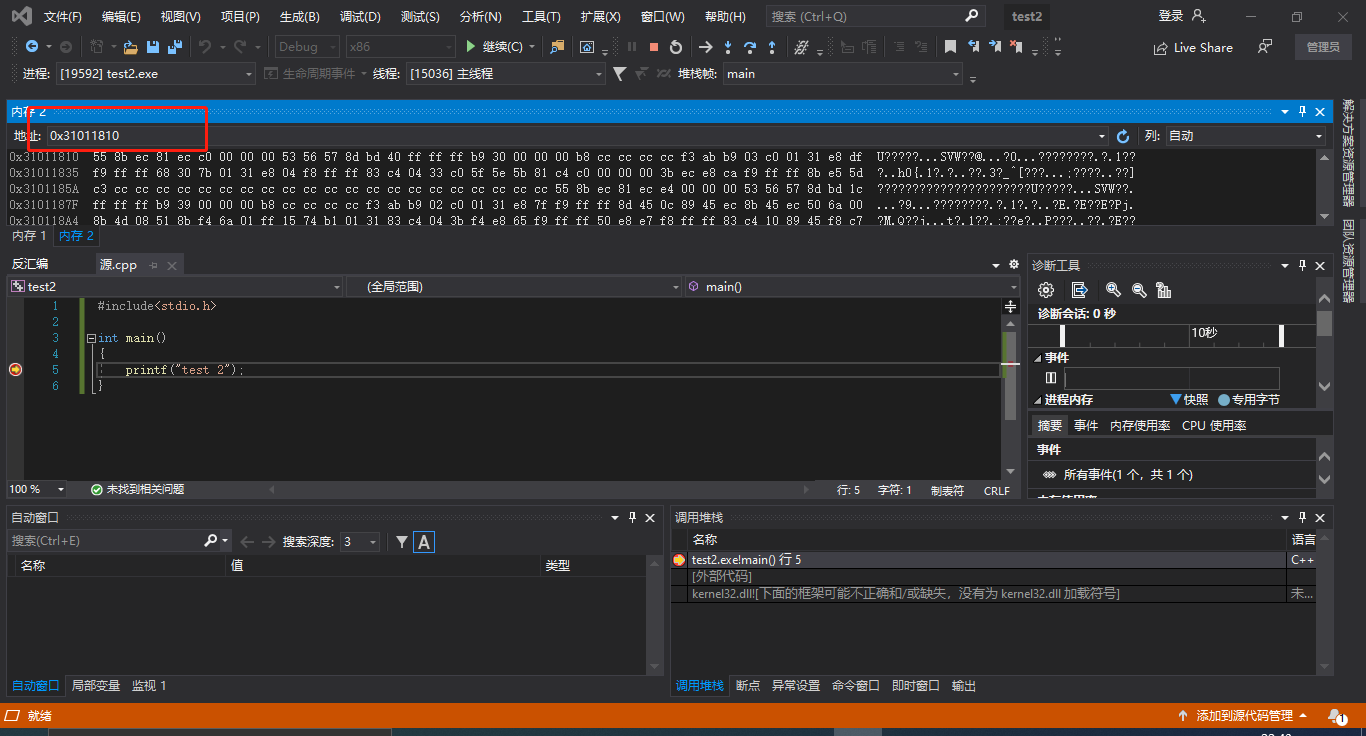 文件(F) 编辑(E) 视图(V) 项目(P) 生成(B) 调试(D) 测试(S) 分析(N) 工具(T) 扩展(X) 窗口(W) 帮助(H) 搜索 (Ctrl+Q) test2 登录
Debug x86 继续(C) Live Share 管理员
进程: [19592] test2.exe 生命周期事件 线程: [15036] 主线程 堆栈帧: main
内存 2
地址: 0x31011810 列: 自动
0x31011810 55 8b ec 81 ec c0 00 00 00 53 56 57 8d bd 40 ff ff ff b9 30 00 00 00 b8 cc cc cc cc f3 ab b9 03 c0 01 31 e8 df U?????...SVW??@...?0...????????.?.1??
0x31011835 f9 ff ff 68 30 7b 01 31 e8 04 f8 ff ff 83 c4 04 33 c0 5f 5e 5b 81 c4 c0 00 00 00 3b ec e8 ca f9 ff ff 8b e5 5d ?..h0{.1?.?..??.3?_^[???...;????..??]
0x3101185A c3 cc cc cc cc cc cc cc cc cc cc cc cc cc cc cc cc cc cc cc cc cc cc 55 8b ec 81 ec e4 00 00 00 53 56 57 8d bd 1c ???????????????????????U?????...SVW??.
0x3101187F ff ff ff b9 39 00 00 00 b8 cc cc cc cc f3 ab b9 02 c0 01 31 e8 7f f9 ff ff 8d 45 0c 89 45 ec 8b 45 ec 50 6a 00 ...?9...????????.?.1?.?..?E.?E??E?Pj.
0x310118A4 8b 4d 08 51 8b f4 6a 01 ff 15 74 b1 01 31 83 c4 04 3b f4 e8 65 f9 ff ff 50 e8 e7 f8 ff ff 83 c4 10 89 45 f8 c7 ?M.Q??j..t?.1??.;??e?..P???..??.?E??
内存 1 内存 2
反汇编 源.cpp
test2 (全局范围) main()
1 #include<stdio.h>
2
3 int main()
4 {
5 printf("test 2");
6 }
100 % 未找到相关问题 行: 5 字符: 1 制表符 CRLF
诊断工具
诊断会话: 0 秒
10秒
事件
进程内存 快照 专用字节
摘要 事件 内存使用率 CPU 使用率
事件
所有事件(1 个，共 1 个)
内存使用率
解决方案资源管理器
团队资源管理器
自动窗口
搜索(Ctrl+E) 搜索深度: 3 A
名称 值 类型
自动窗口 局部变量 监视 1
调用堆栈
名称 语言
test2.exe!main() 行 5 C++
[外部代码]
kernel32.dll![下面的框架可能不正确和/或缺失，没有为 kernel32.dll 加载符号] 未...
调用堆栈 断点 异常设置 命令窗口 即时窗口 输出
就绪 添加到源代码管理 1